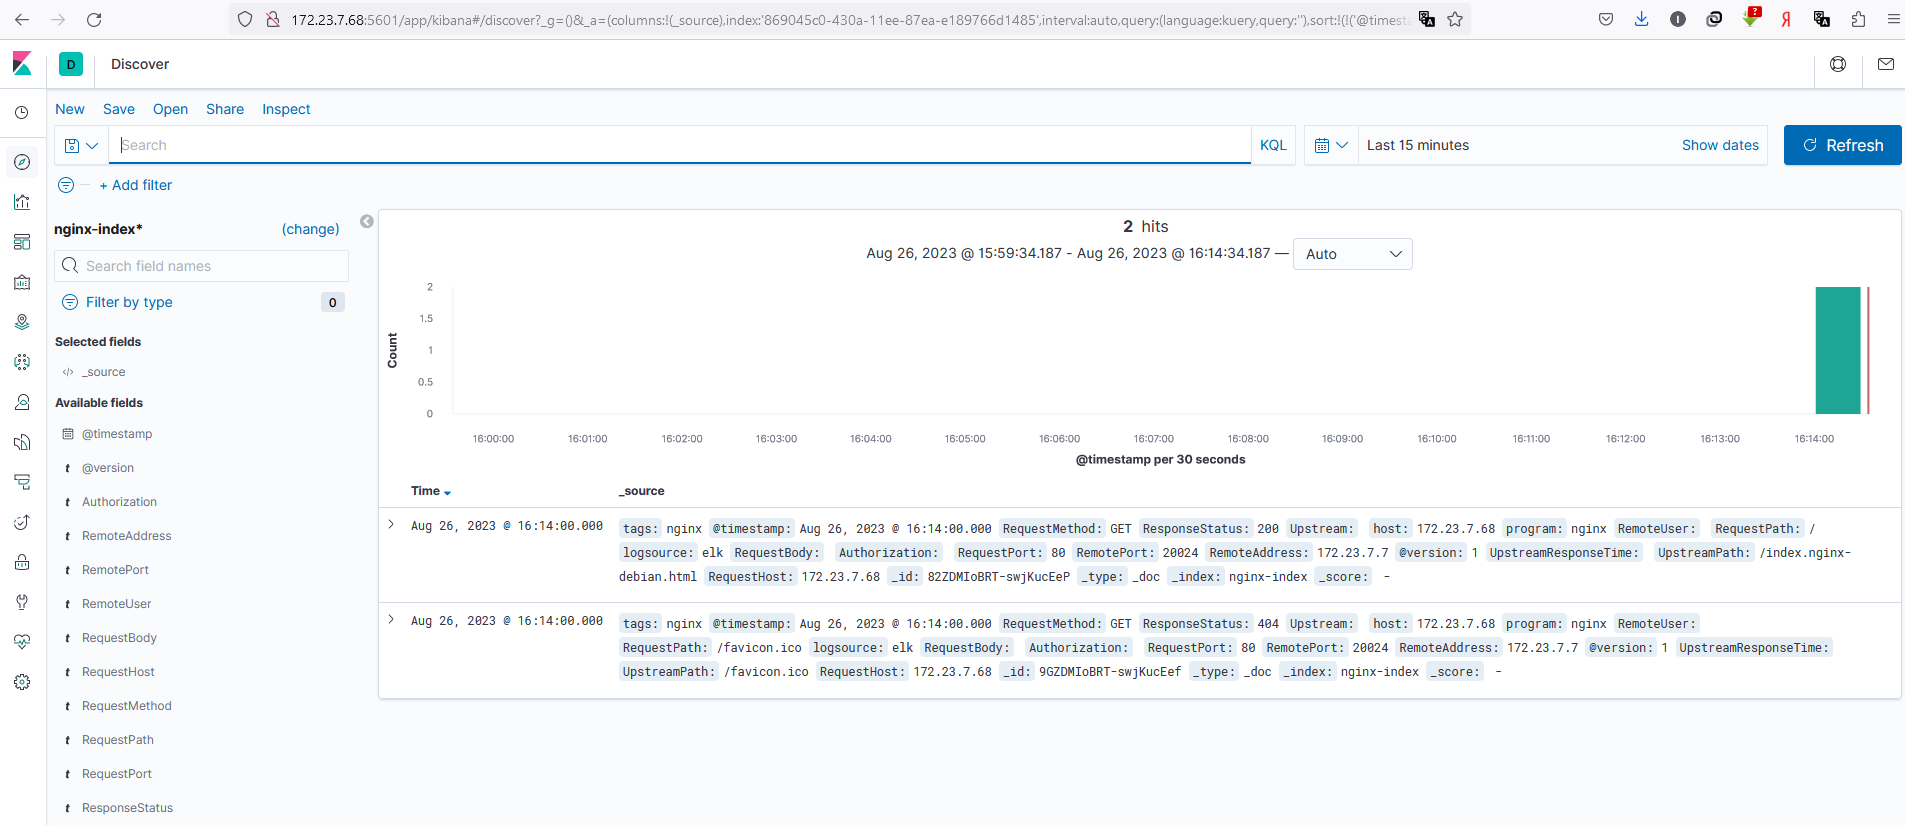 172.23.7.68:5601/app/kibana#/discover?_g=()&_a=(columns:!(_source),index:'869045c0-430a-11ee-87ea-e189766d1485',interval:auto,query:(language:kuery,query:''),sort:!(!('@timest
D Discover
New Save Open Share Inspect
Search KQL Last 15 minutes Show dates Refresh
+ Add filter
nginx-index* (change)
Search field names
Filter by type 0
Selected fields
_source
Available fields
@timestamp
t @version
t Authorization
t RemoteAddress
t RemotePort
t RemoteUser
t RequestBody
t RequestHost
t RequestMethod
t RequestPath
t RequestPort
t ResponseStatus
2 hits
Aug 26, 2023 @ 15:59:34.187 - Aug 26, 2023 @ 16:14:34.187 — Auto
Count
2
1.5
1
0.5
0
16:00:00 16:01:00 16:02:00 16:03:00 16:04:00 16:05:00 16:06:00 16:07:00 16:08:00 16:09:00 16:10:00 16:11:00 16:12:00 16:13:00 16:14:00
@timestamp per 30 seconds
Time _source
Aug 26, 2023 @ 16:14:00.000 tags: nginx @timestamp: Aug 26, 2023 @ 16:14:00.000 RequestMethod: GET ResponseStatus: 200 Upstream: host: 172.23.7.68 program: nginx RemoteUser: RequestPath: /
logsource: elk RequestBody: Authorization: RequestPort: 80 RemotePort: 20024 RemoteAddress: 172.23.7.7 @version: 1 UpstreamResponseTime: UpstreamPath: /index.nginx-
debian.html RequestHost: 172.23.7.68 _id: 82ZDMIoBRT-swjKucEeP _type: _doc _index: nginx-index _score: -
Aug 26, 2023 @ 16:14:00.000 tags: nginx @timestamp: Aug 26, 2023 @ 16:14:00.000 RequestMethod: GET ResponseStatus: 404 Upstream: host: 172.23.7.68 program: nginx RemoteUser:
RequestPath: /favicon.ico logsource: elk RequestBody: Authorization: RequestPort: 80 RemotePort: 20024 RemoteAddress: 172.23.7.7 @version: 1 UpstreamResponseTime:
UpstreamPath: /favicon.ico RequestHost: 172.23.7.68 _id: 9GZDMIoBRT-swjKucEef _type: _doc _index: nginx-index _score: -